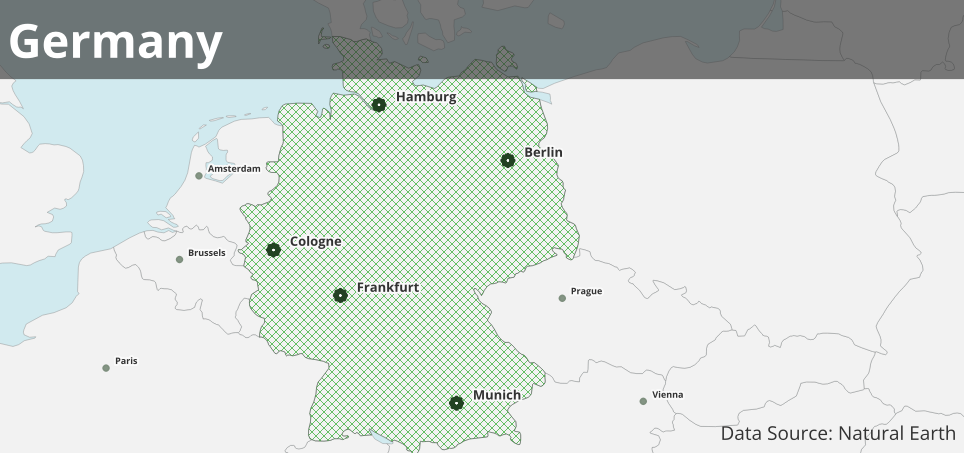 Germany
Hamburg
Berlin
Amsterdam
Cologne
Brussels
Frankfurt
Prague
Paris
Munich
Vienna
Data Source: Natural Earth